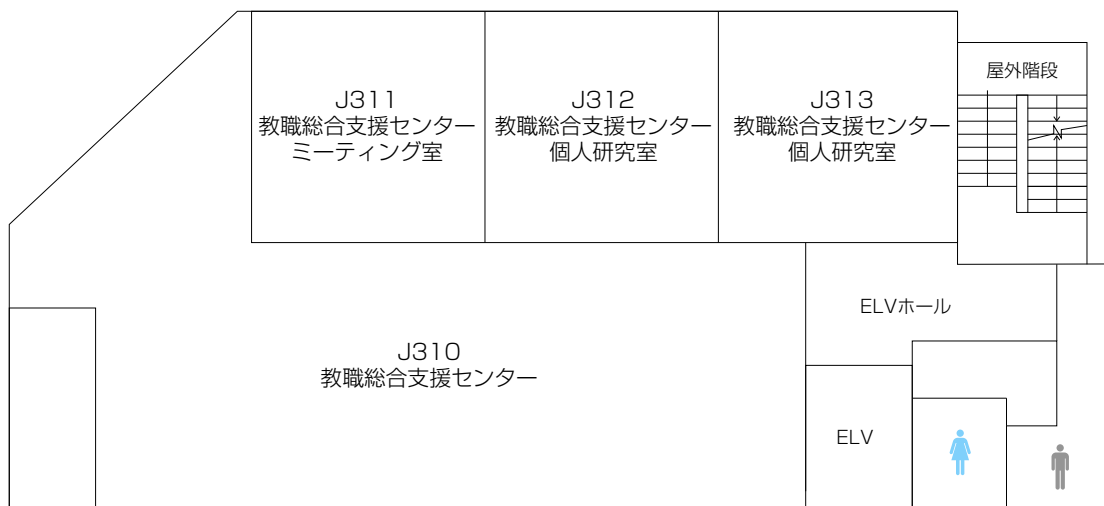 J311
教職総合支援センター
ミーティング室
J312
教職総合支援センター
個人研究室
J313
教職総合支援センター
個人研究室
屋外階段
ELVホール
J310
教職総合支援センター
ELV